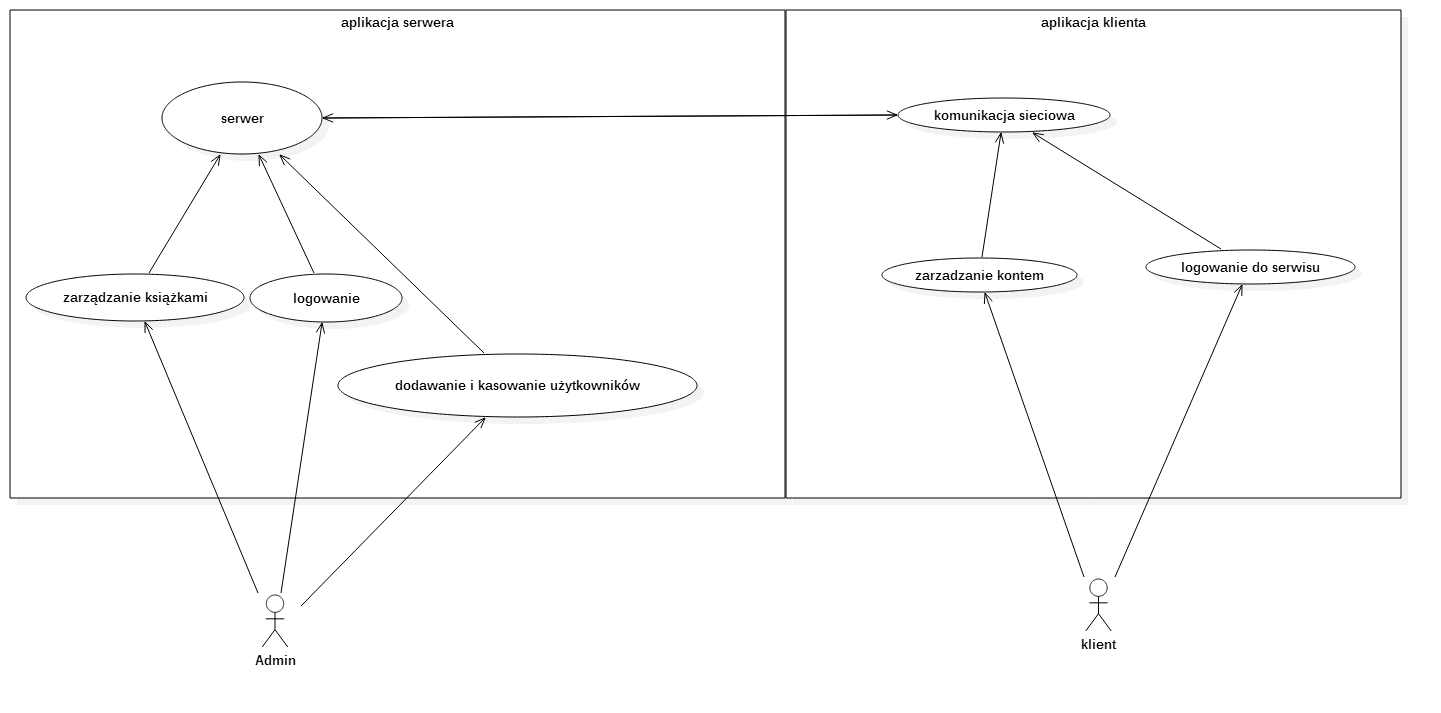 aplikacja serwera
aplikacja klienta
serwer
komunikacja sieciowa
zarządzanie książkami
logowanie
zarzadzanie kontem
logowanie do serwisu
dodawanie i kasowanie użytkowników
Admin
klient